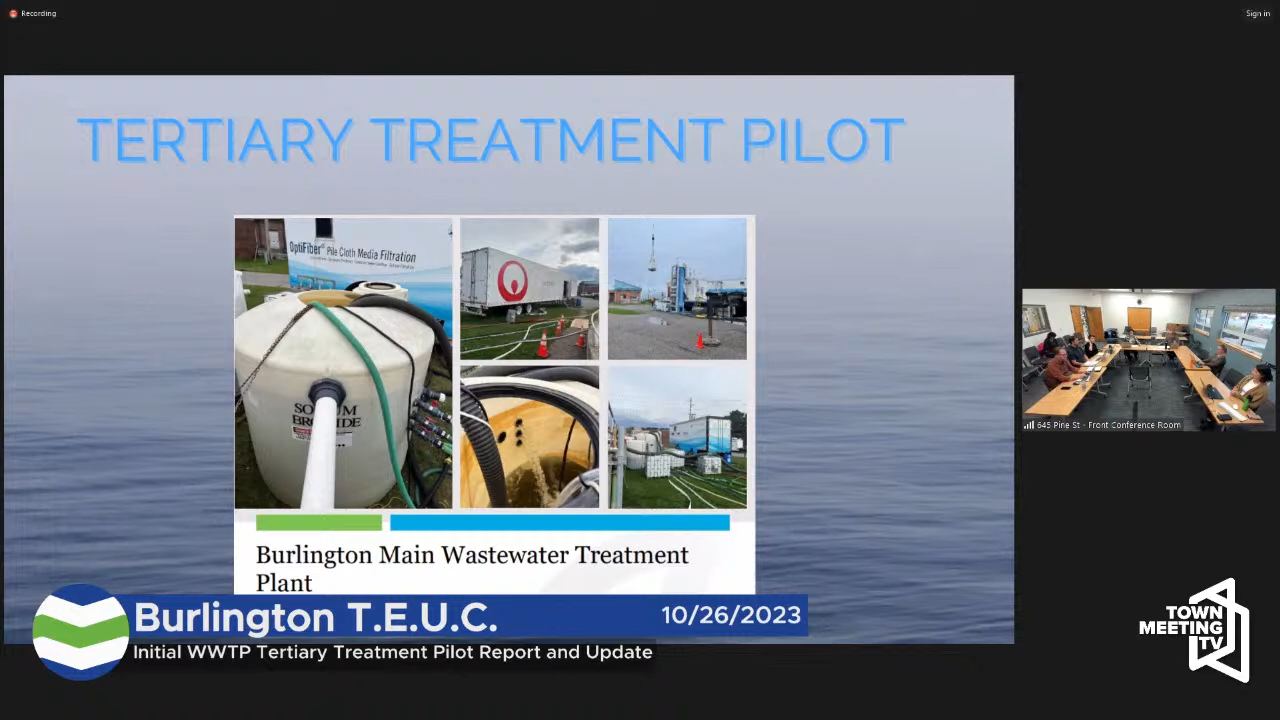 Recording
Sign in
TERTIARY TREATMENT PILOT
OptiFiber® Pile Cloth Media Filtration
SODIUM
BROMIDE
Burlington Main Wastewater Treatment
Plant
645 Pine St - Front Conference Room
Burlington T.E.U.C.
10/26/2023
Initial WWTP Tertiary Treatment Pilot Report and Update
TOWN
MEETING
TV